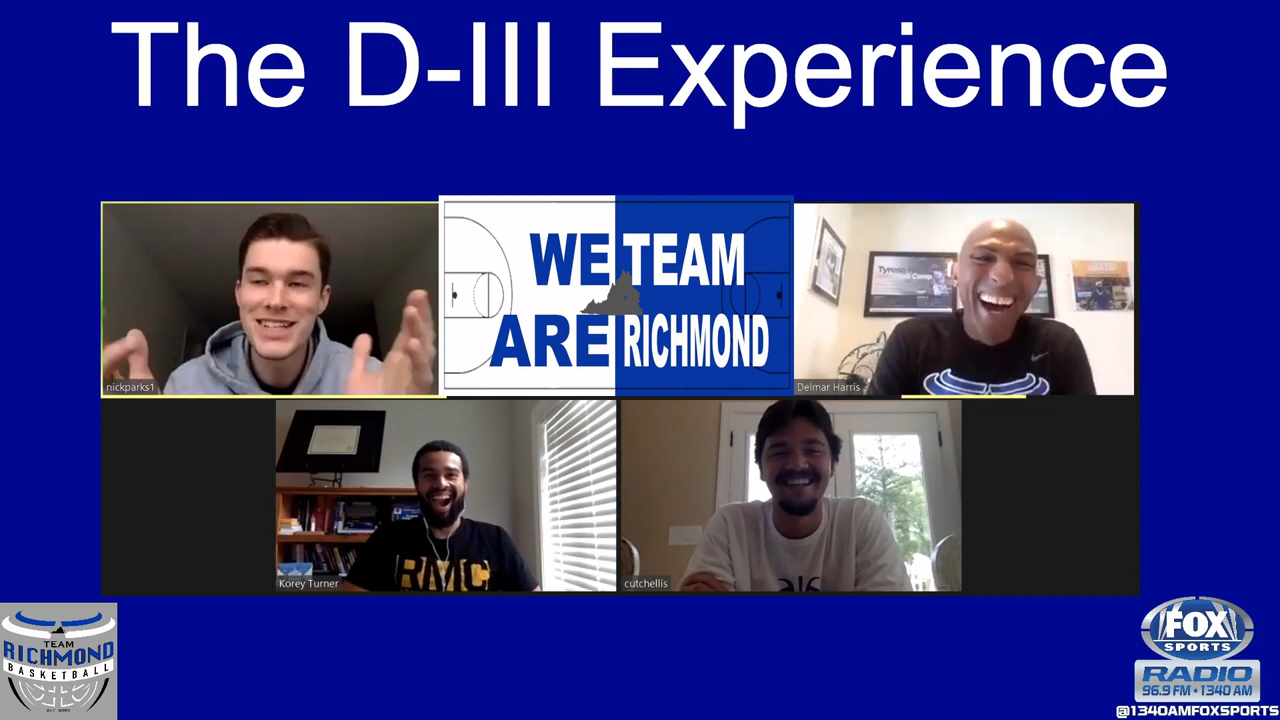 The D-III Experience
WE TEAM
ARE RICHMOND
Tyrese
nickparks1
Delmar Harris
RMC
Korey Turner
cutchellis
TEAM
RICHMOND
BASKETBALL
FOX
SPORTS
RADIO
96.9 FM • 1340 AM
@1340AMFOXSPORTS